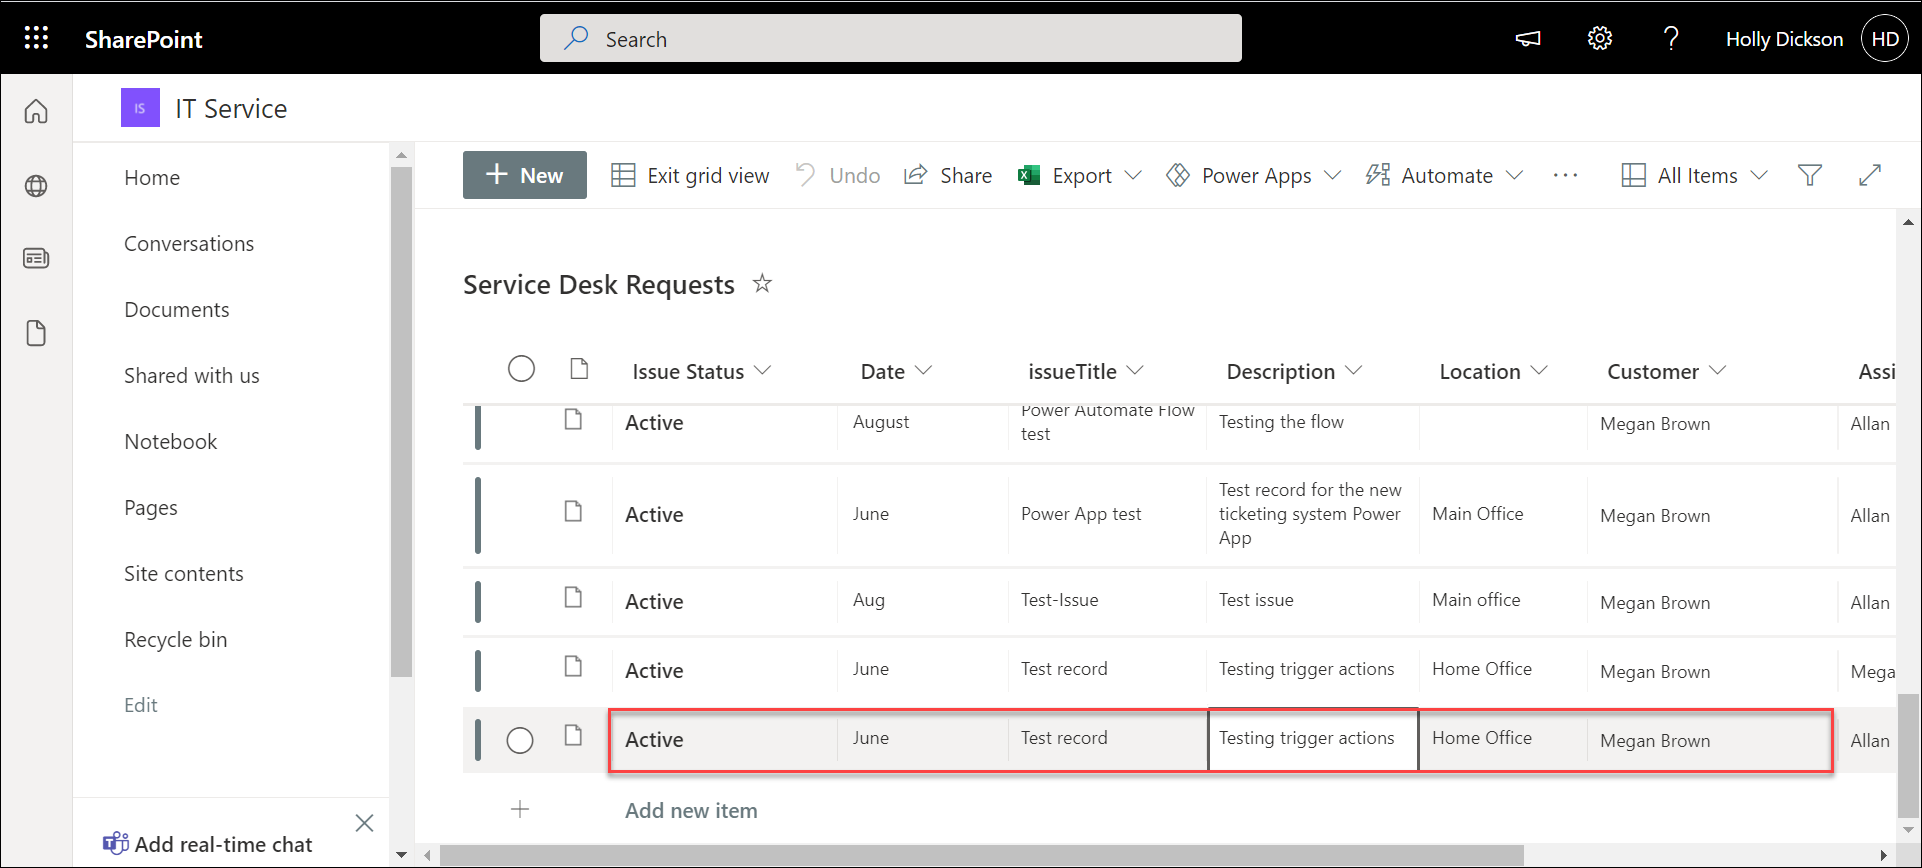 SharePoint
Search
Holly Dickson
HD
IS
IT Service
Home
Conversations
Documents
Shared with us
Notebook
Pages
Site contents
Recycle bin
Edit
Add real-time chat
New
Exit grid view
Undo
Share
Export
Power Apps
Automate
All Items
Service Desk Requests
Issue Status
Date
issueTitle
Description
Location
Customer
Assi
Active
August
Power Automate Flow
test
Testing the flow
Megan Brown
Allan
Active
June
Power App test
Test record for the new
ticketing system Power
App
Main Office
Megan Brown
Allan
Active
Aug
Test-Issue
Test issue
Main office
Megan Brown
Allan
Active
June
Test record
Testing trigger actions
Home Office
Megan Brown
Mega
Active
June
Test record
Testing trigger actions
Home Office
Megan Brown
Allan
Add new item